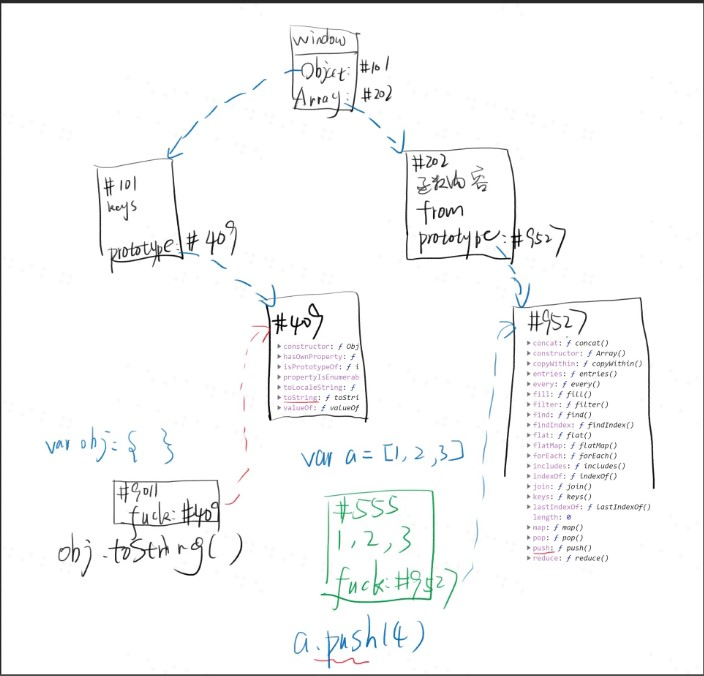 window
Object: #101
Array: #202
#101
keys
prototype: #409
#202
函数内容
from
prototype: #9527
#409
constructor: ƒ Obj
hasOwnProperty: ƒ
isPrototypeOf: ƒ i
propertyIsEnumerab
toLocaleString: ƒ
toString: ƒ toStri
valueOf: ƒ valueOf
#9527
concat: ƒ concat()
constructor: ƒ Array()
copyWithin: ƒ copyWithin()
entries: ƒ entries()
every: ƒ every()
fill: ƒ fill()
filter: ƒ filter()
find: ƒ find()
findIndex: ƒ findIndex()
flat: ƒ flat()
flatMap: ƒ flatMap()
forEach: ƒ forEach()
includes: ƒ includes()
indexOf: ƒ indexOf()
join: ƒ join()
keys: ƒ keys()
lastIndexOf: ƒ lastIndexOf()
length: 0
map: ƒ map()
pop: ƒ pop()
push: ƒ push()
reduce: ƒ reduce()
var obj = { }
#9011
fuck: #409
obj.toString()
var a = [1, 2, 3]
#555
1, 2, 3
fuck: #9527
a.push(4)